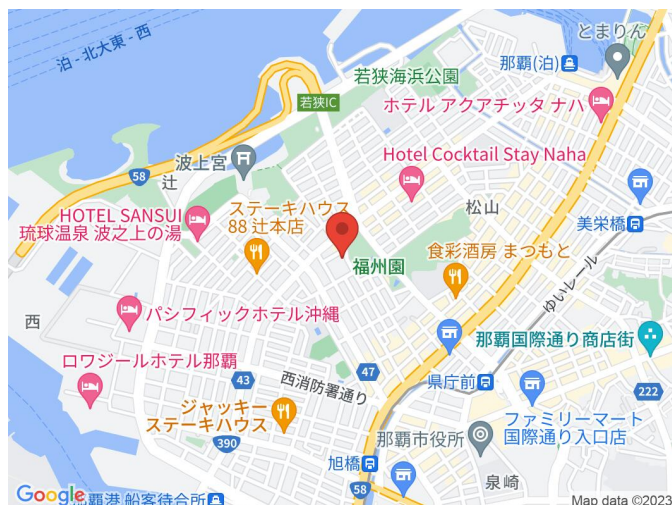 泊 - 北大東 - 西
とまりん
那覇(泊)
若狭海浜公園
若狭IC
ホテル アクアチッタ ナハ
波上宮
Hotel Cocktail Stay Naha
58
辻
松山
HOTEL SANSUI
琉球温泉 波之上の湯
ステーキハウス
88 辻本店
美栄橋
福州園
食彩酒房 まつもと
ゆいレール
パシフィックホテル沖縄
西
那覇国際通り商店街
ロワジールホテル那覇
43
西消防署通り
47
県庁前
222
ジャッキー
ステーキハウス
ファミリーマート
国際通り入口店
390
那覇市役所
旭橋
泉崎
58
Google
那覇港 船客待合所
Map data ©2023